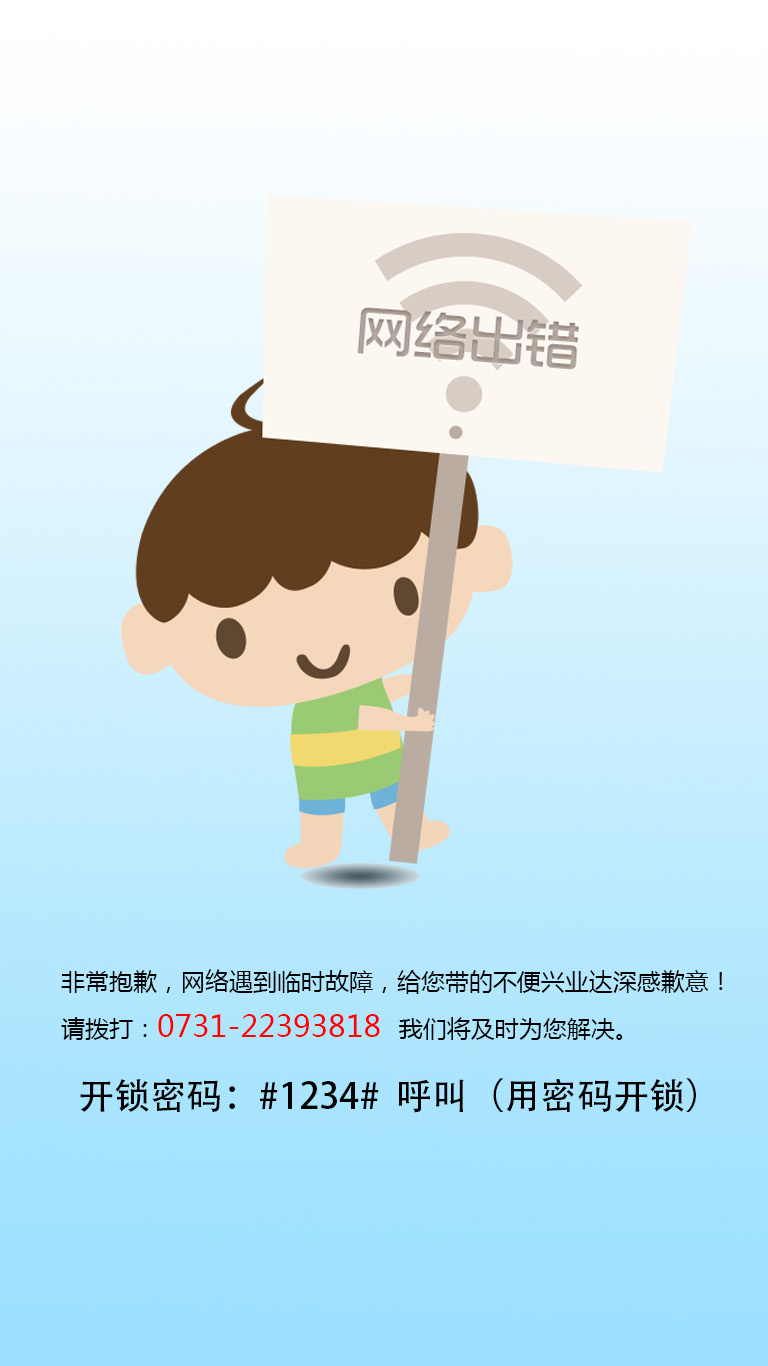 网络出错
非常抱歉，网络遇到临时故障，给您带的不便兴业达深感歉意！
请拨打：0731-22393818 我们将及时为您解决。
开锁密码：#1234# 呼叫（用密码开锁）